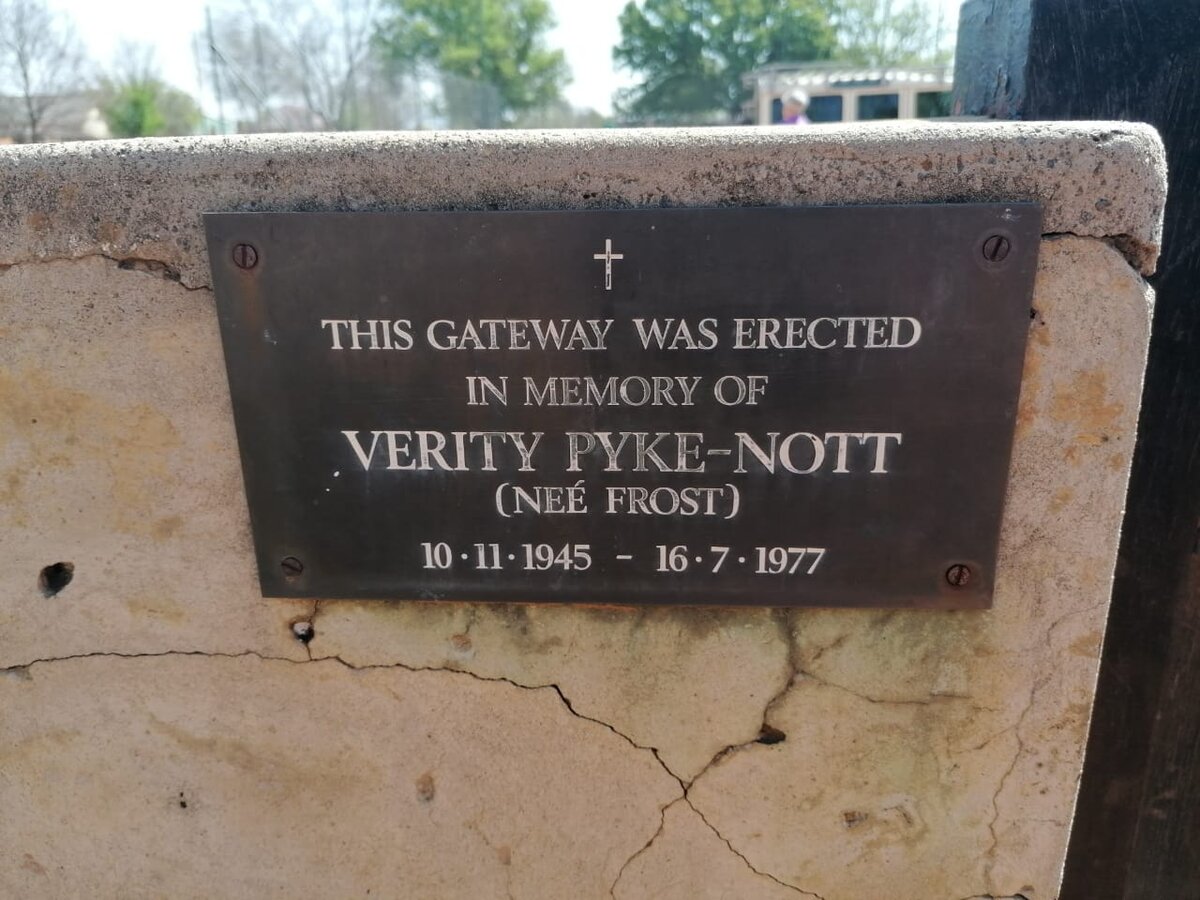 THIS GATEWAY WAS ERECTED
IN MEMORY OF
VERITY PYKE-NOTT
(NEÉ FROST)
10·11·1945 - 16·7·1977